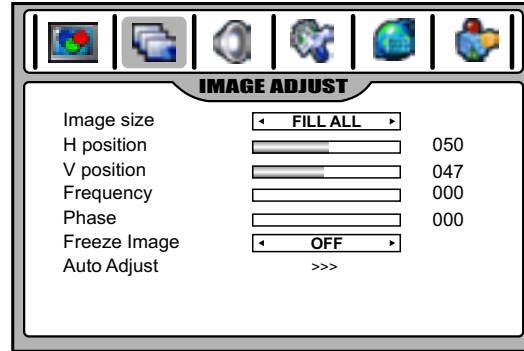 IMAGE ADJUST
Image size ◂ FILL ALL ▸
H position 050
V position 047
Frequency 000
Phase 000
Freeze Image ◂ OFF ▸
Auto Adjust >>>